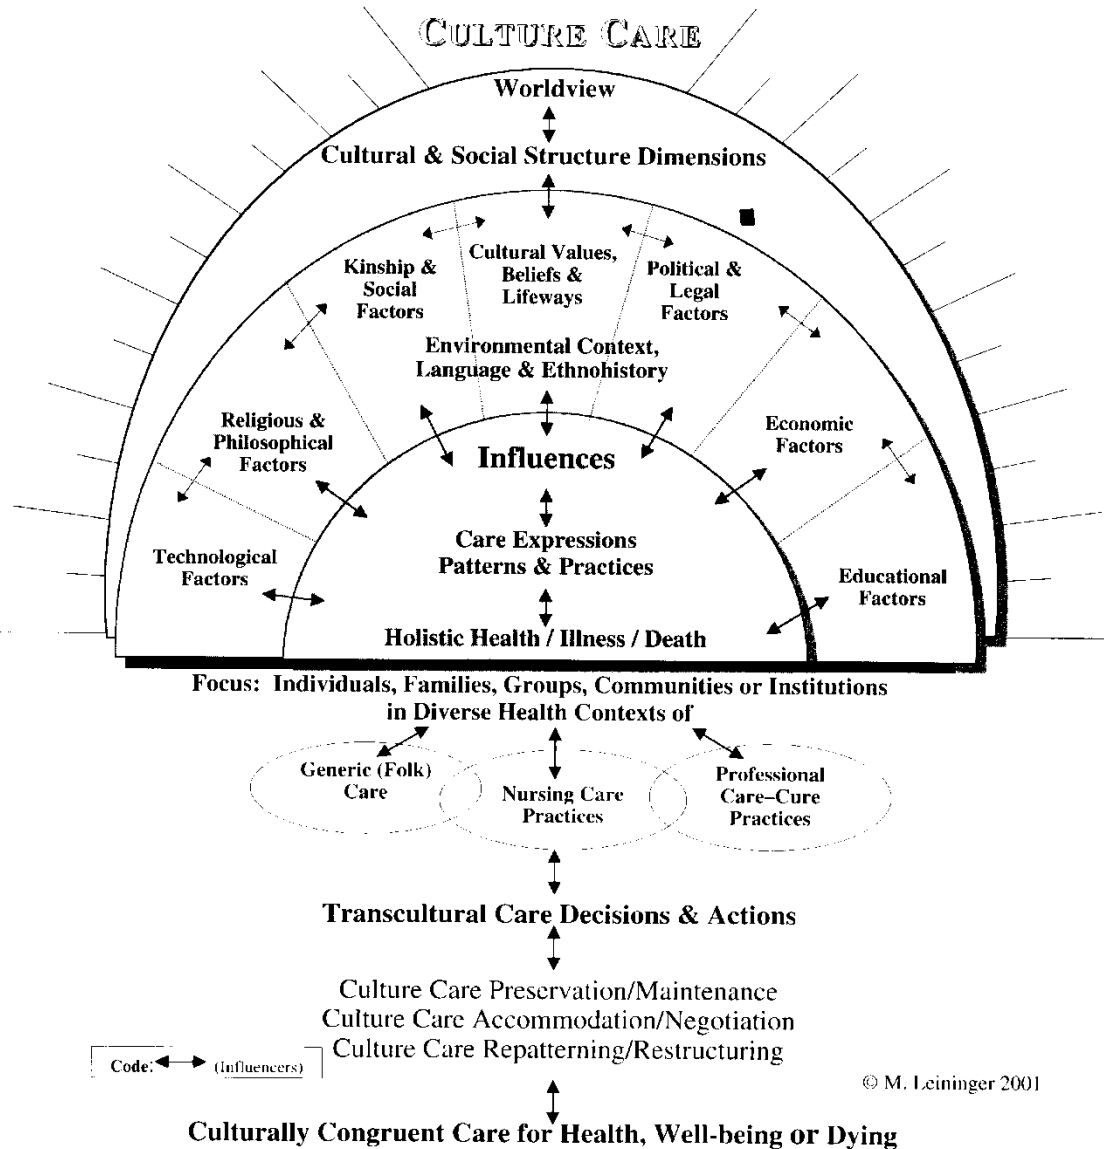 CULTURE CARE
Worldview
Cultural & Social Structure Dimensions
Kinship &
Social
Factors
Cultural Values,
Beliefs &
Lifeways
Political &
Legal
Factors
Environmental Context,
Language & Ethnohistory
Religious &
Philosophical
Factors
Economic
Factors
Influences
Technological
Factors
Care Expressions
Patterns & Practices
Educational
Factors
Holistic Health / Illness / Death
Focus: Individuals, Families, Groups, Communities or Institutions
in Diverse Health Contexts of
Generic (Folk)
Care
Nursing Care
Practices
Professional
Care–Cure
Practices
Transcultural Care Decisions & Actions
Culture Care Preservation/Maintenance
Culture Care Accommodation/Negotiation
Culture Care Repatterning/Restructuring
Code: (Influencers)
© M. Leininger 2001
Culturally Congruent Care for Health, Well-being or Dying